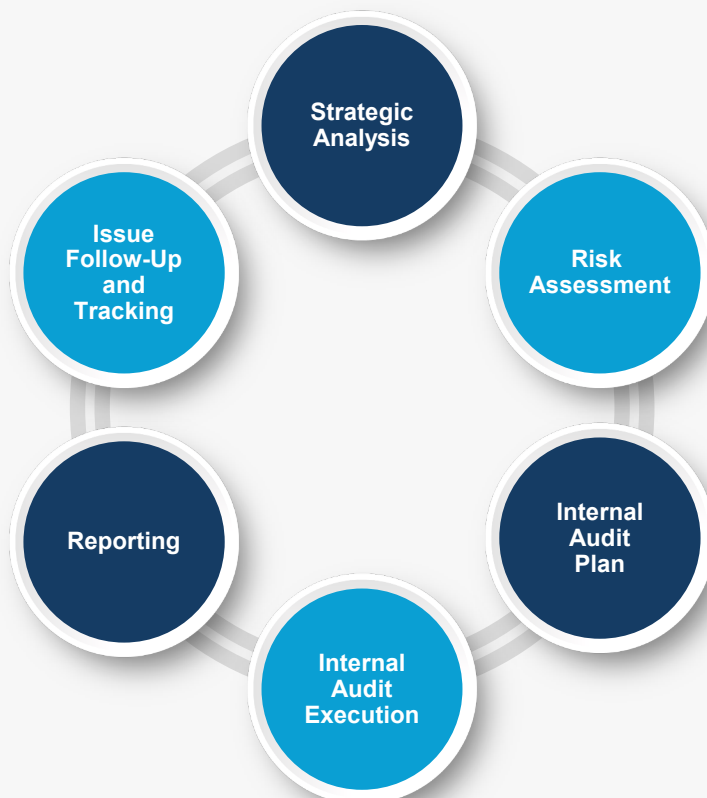 Strategic
Analysis
Risk
Assessment
Internal
Audit
Plan
Internal
Audit
Execution
Reporting
Issue
Follow-Up
and
Tracking